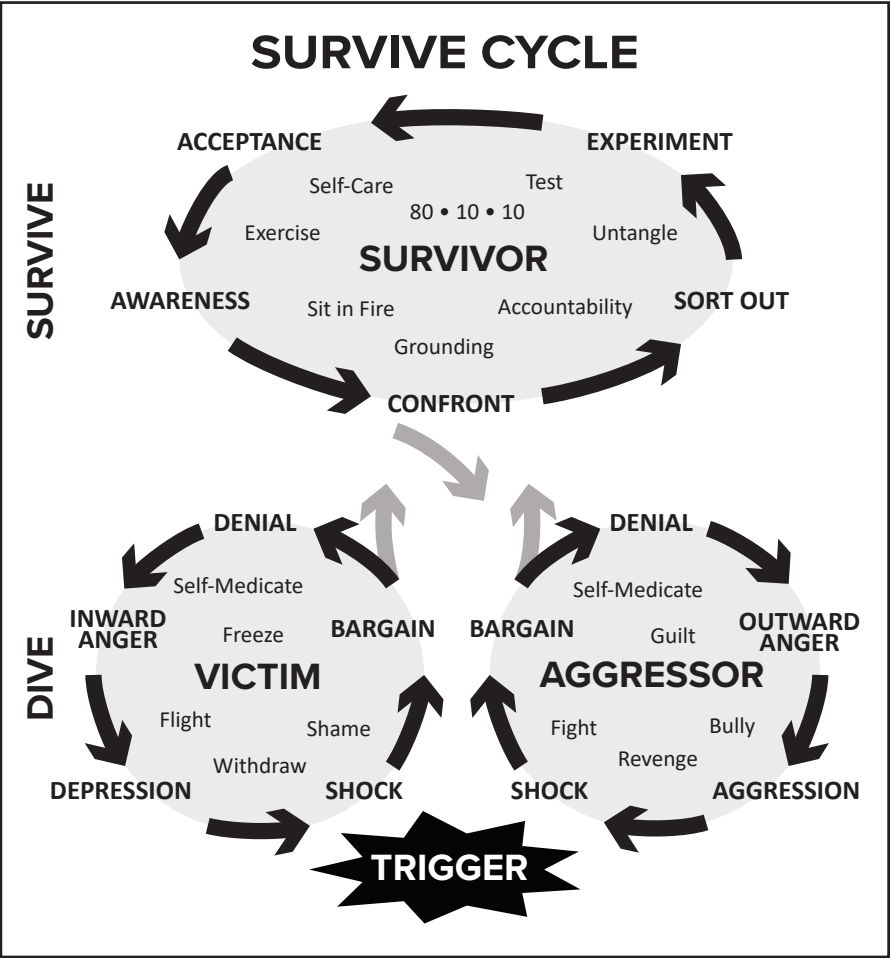 SURVIVE CYCLE
SURVIVE
ACCEPTANCE
EXPERIMENT
Self-Care
Test
80 • 10 • 10
Exercise
Untangle
SURVIVOR
AWARENESS
Sit in Fire
Accountability
SORT OUT
Grounding
CONFRONT
DIVE
DENIAL
Self-Medicate
INWARD
ANGER
Freeze
BARGAIN
VICTIM
Flight
Shame
Withdraw
DEPRESSION
SHOCK
DENIAL
Self-Medicate
BARGAIN
Guilt
OUTWARD
ANGER
AGGRESSOR
Fight
Bully
Revenge
SHOCK
AGGRESSION
TRIGGER